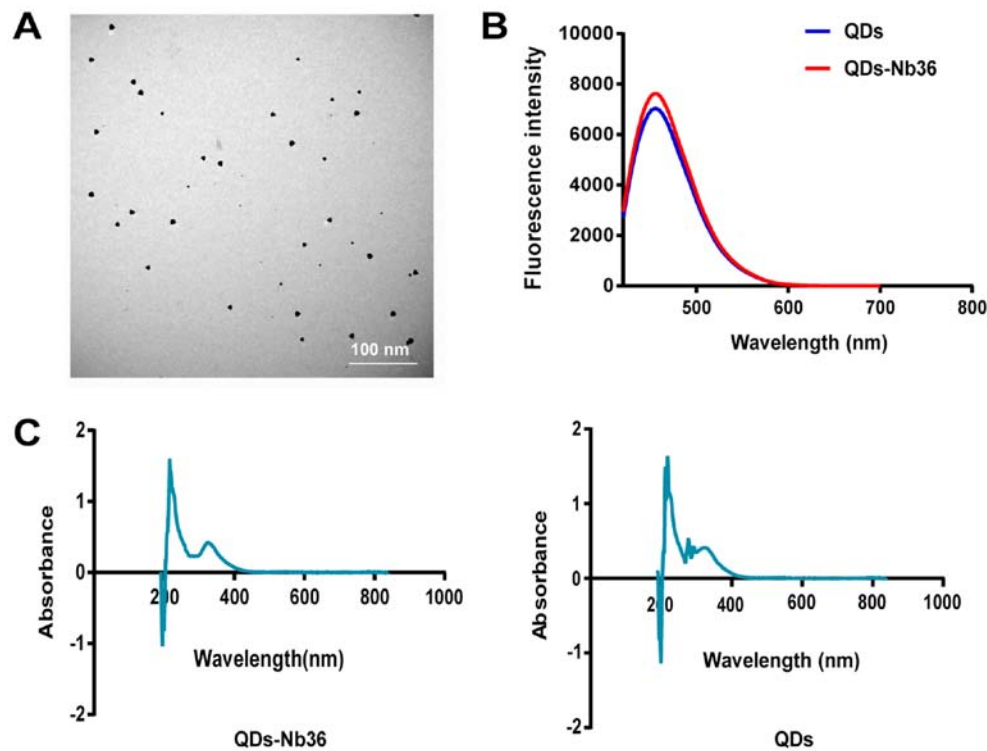 A
100 nm
B
QDs
QDs-Nb36
10000
8000
6000
4000
2000
0
Fluorescence intensity
500
600
700
800
Wavelength (nm)
C
2
1
0
-1
-2
Absorbance
200
400
600
800
1000
Wavelength(nm)
QDs-Nb36
2
1
0
-1
-2
Absorbance
200
400
600
800
1000
Wavelength (nm)
QDs